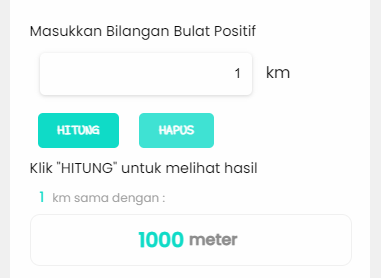 Masukkan Bilangan Bulat Positif
1 km
HITUNG HAPUS
Klik "HITUNG" untuk melihat hasil
1 km sama dengan :
1000 meter